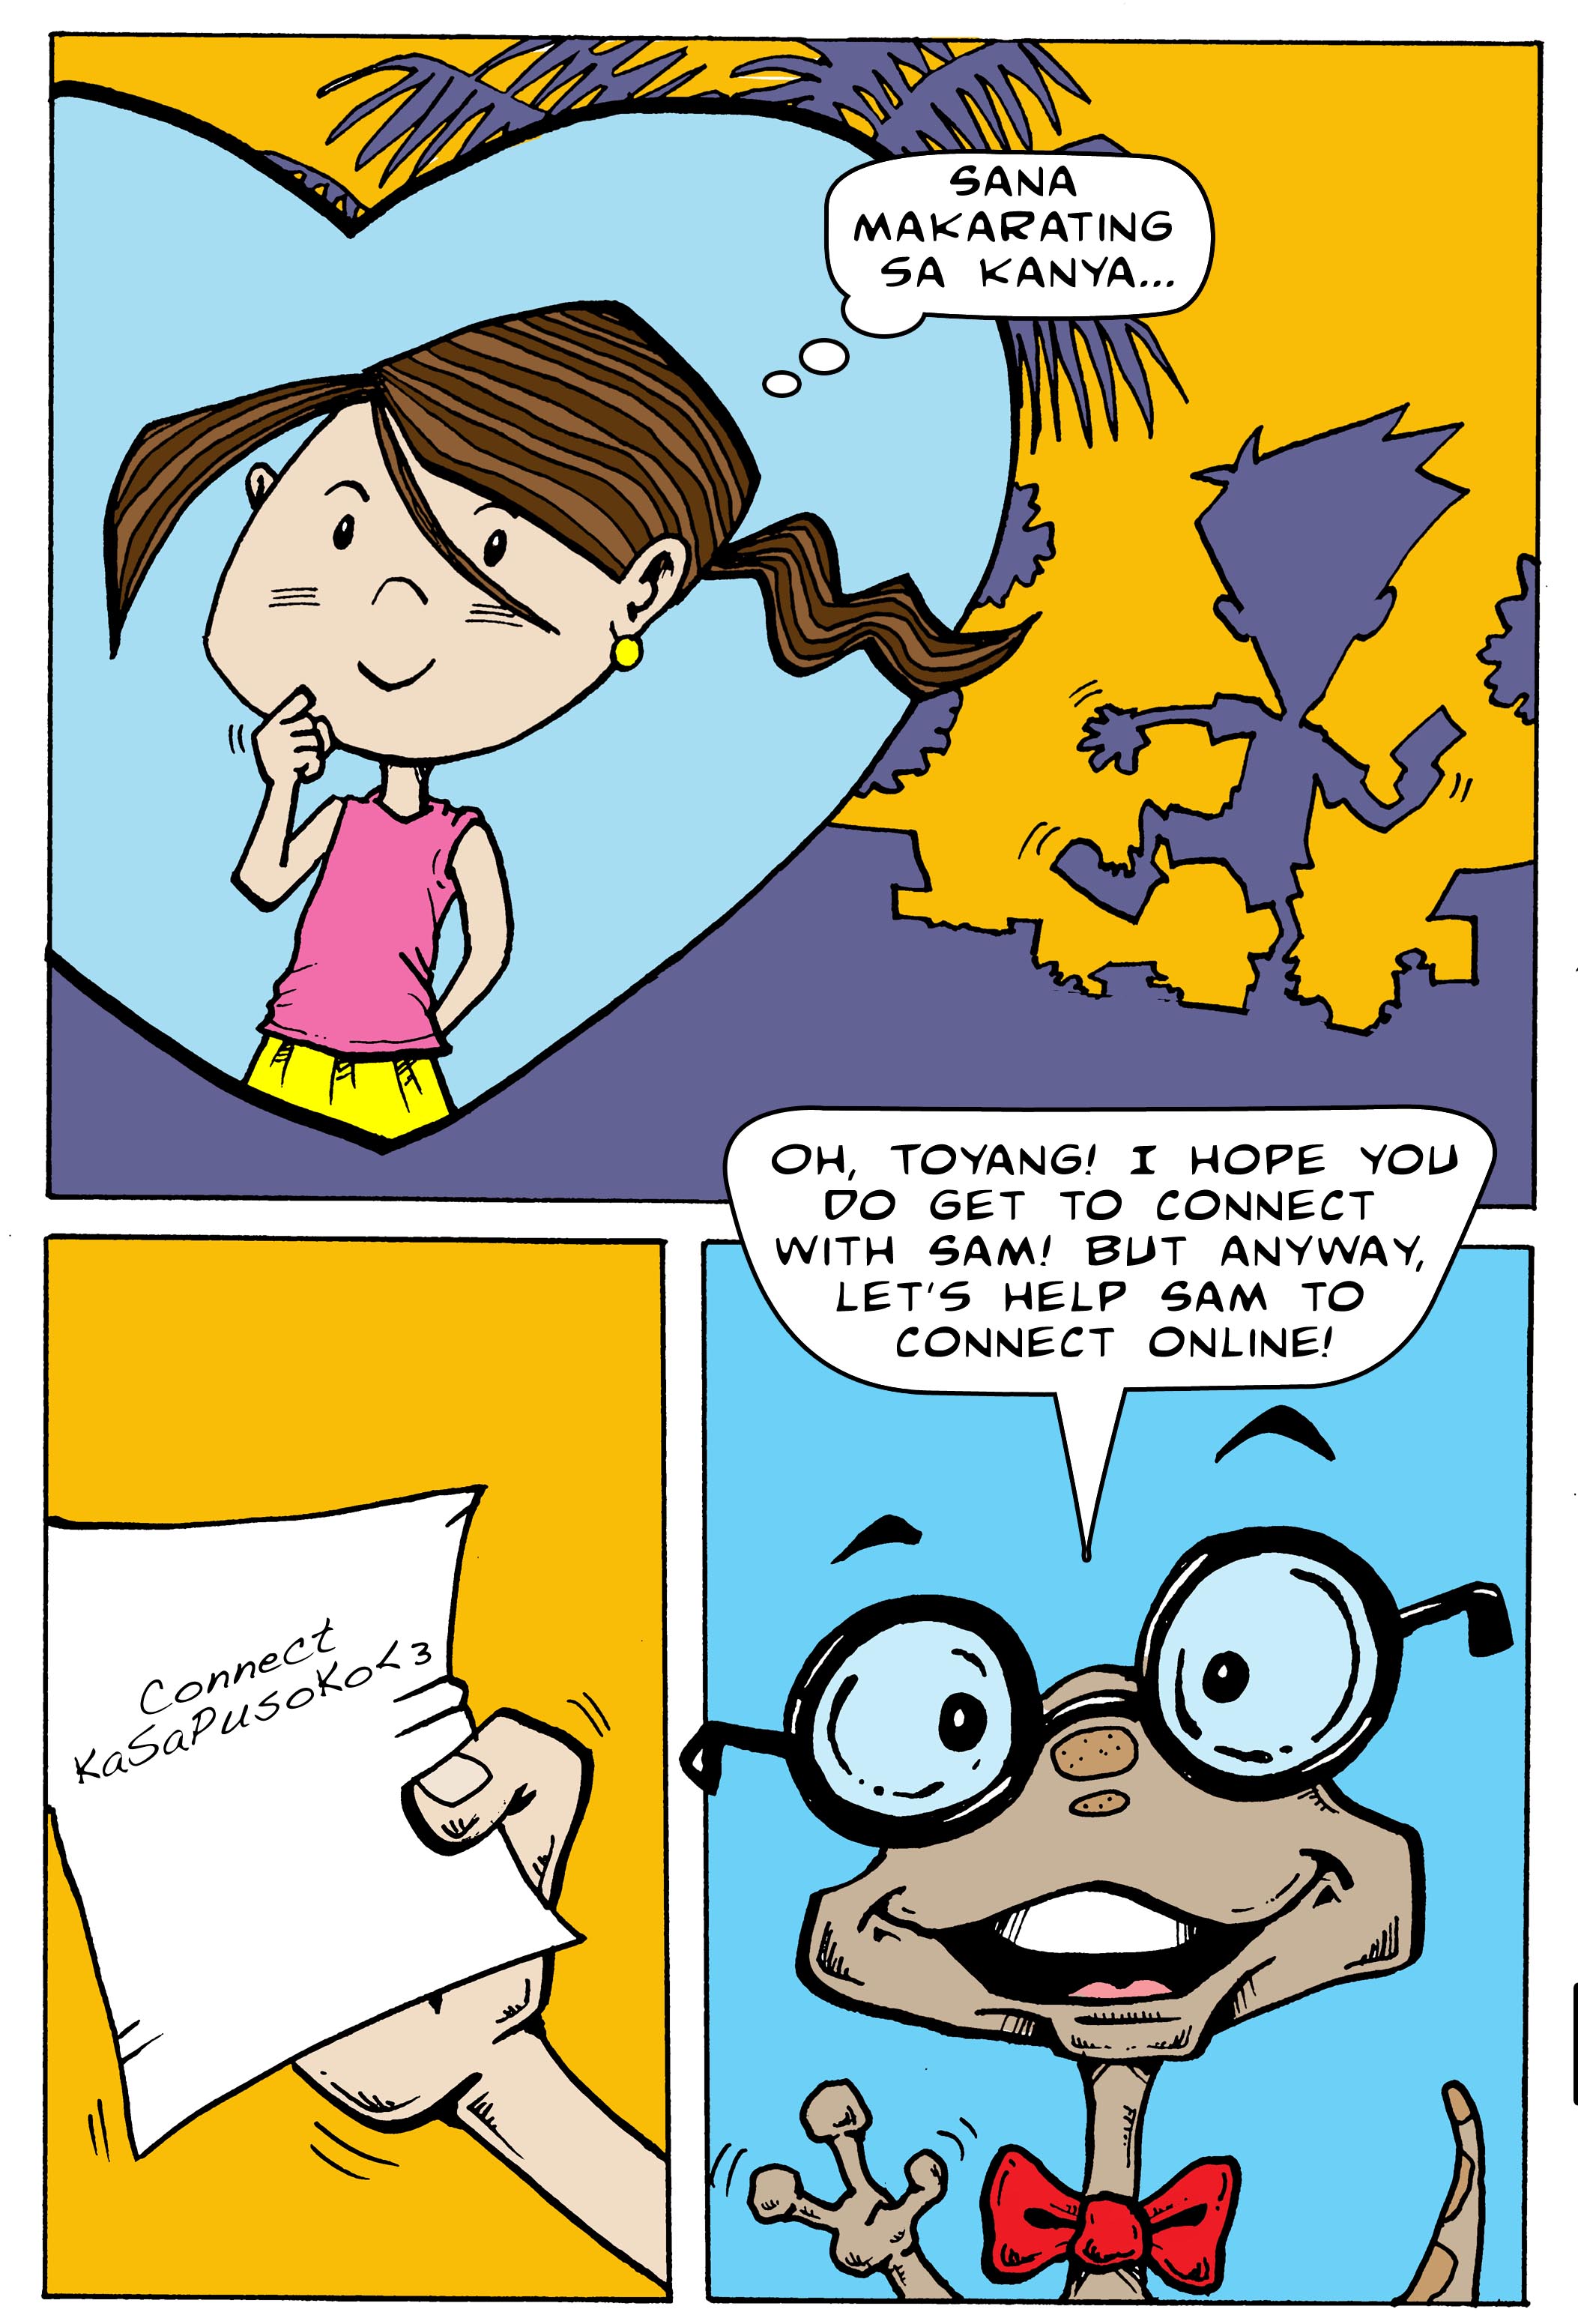 SANA
MAKARATING
SA KANYA...
OH, TOYANG! I HOPE YOU
DO GET TO CONNECT
WITH SAM! BUT ANYWAY,
LET'S HELP SAM TO
CONNECT ONLINE!
Connect
KaSaPusoKo<3